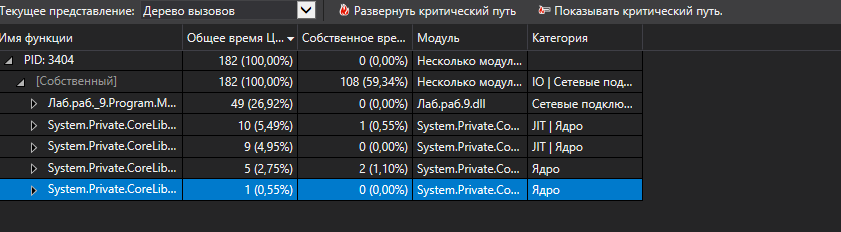 Текущее представление: Дерево вызовов Развернуть критический путь Показывать критический путь.
Имя функции Общее время Ц... Собственное вре... Модуль Категория
PID: 3404 182 (100,00%) 0 (0,00%) Несколько модул...
[Собственный] 182 (100,00%) 108 (59,34%) Несколько модул... IO | Сетевые под...
Лаб.раб._9.Program.M... 49 (26,92%) 0 (0,00%) Лаб.раб.9.dll Сетевые подклю...
System.Private.CoreLib... 10 (5,49%) 1 (0,55%) System.Private.Co... JIT | Ядро
System.Private.CoreLib... 9 (4,95%) 0 (0,00%) System.Private.Co... JIT | Ядро
System.Private.CoreLib... 5 (2,75%) 2 (1,10%) System.Private.Co... Ядро
System.Private.CoreLib... 1 (0,55%) 0 (0,00%) System.Private.Co... Ядро